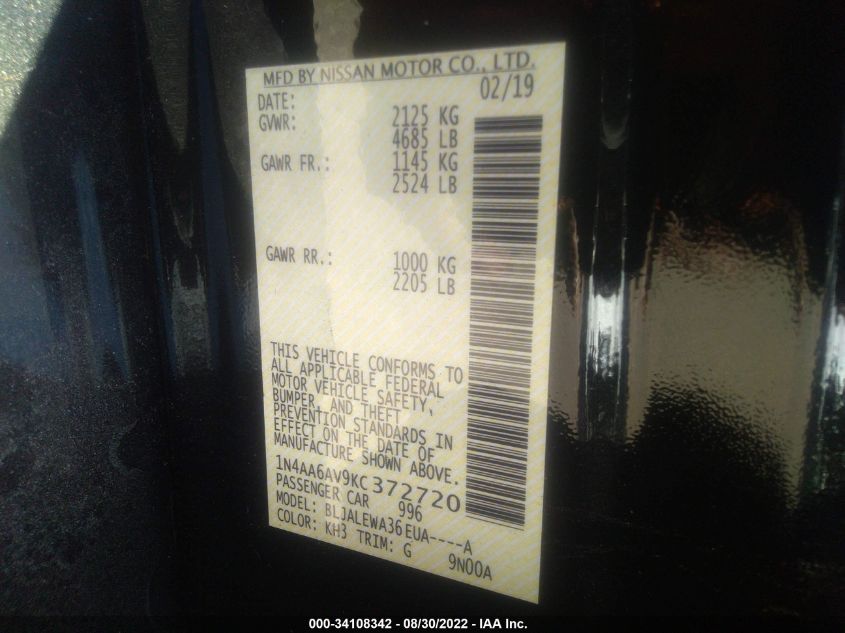 MFD BY NISSAN MOTOR CO., LTD.
DATE: 02/19
GVWR: 2125 KG
4685 LB
GAWR FR.: 1145 KG
2524 LB
GAWR RR.: 1000 KG
2205 LB
THIS VEHICLE CONFORMS TO
ALL APPLICABLE FEDERAL
MOTOR VEHICLE SAFETY,
BUMPER, AND THEFT
PREVENTION STANDARDS IN
EFFECT ON THE DATE OF
MANUFACTURE SHOWN ABOVE.
1N4AA6AV9KC372720
PASSENGER CAR 996
MODEL: BLJALEWA36EUA----A
COLOR: KH3 TRIM: G 9N00A
000-34108342 - 08/30/2022 - IAA Inc.